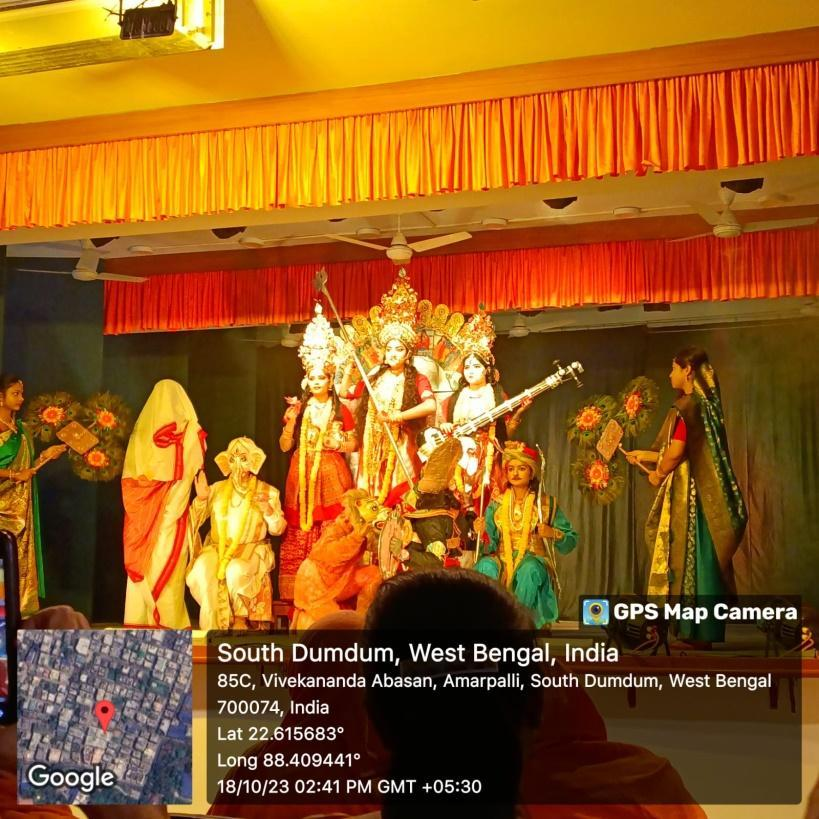 GPS Map Camera
South Dumdum, West Bengal, India
85C, Vivekananda Abasan, Amarpalli, South Dumdum, West Bengal
700074, India
Lat 22.615683°
Long 88.409441°
18/10/23 02:41 PM GMT +05:30
Google